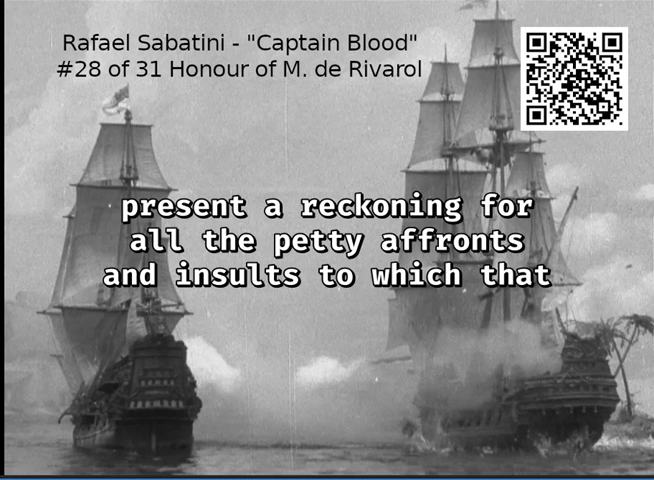 Rafael Sabatini - "Captain Blood"
#28 of 31 Honour of M. de Rivarol
present a reckoning for
all the petty affronts
and insults to which that